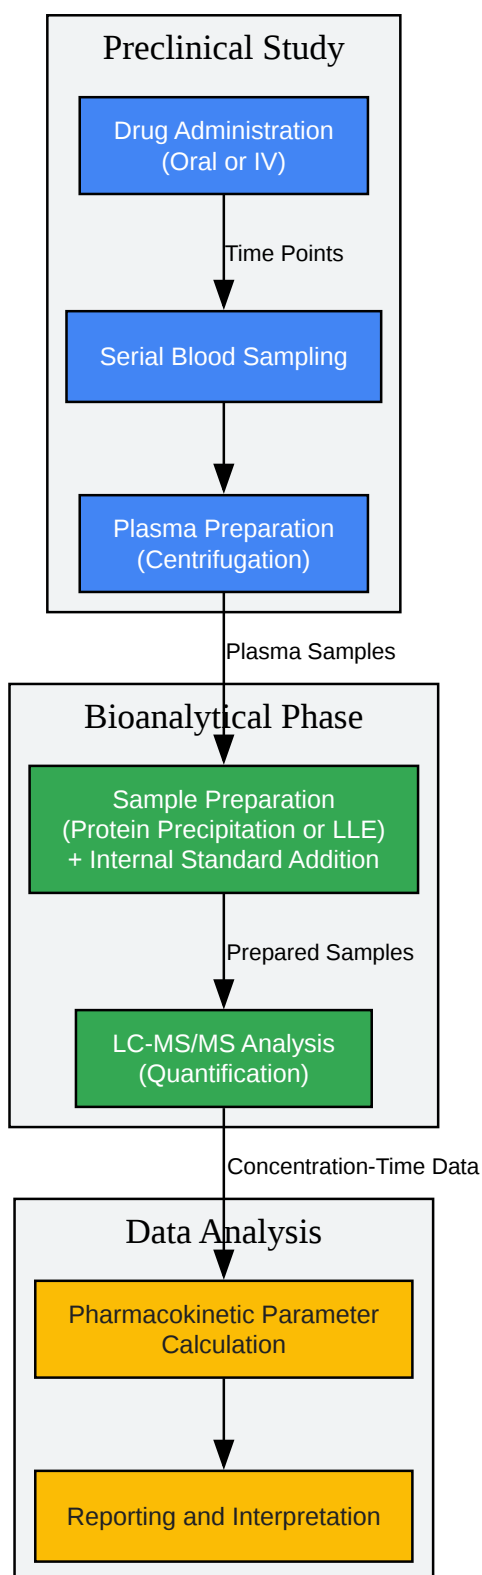 Preclinical Study
Drug Administration
(Oral or IV)
Time Points
Serial Blood Sampling
Plasma Preparation
(Centrifugation)
Plasma Samples
Bioanalytical Phase
Sample Preparation
(Protein Precipitation or LLE)
+ Internal Standard Addition
Prepared Samples
LC-MS/MS Analysis
(Quantification)
Concentration-Time Data
Data Analysis
Pharmacokinetic Parameter
Calculation
Reporting and Interpretation